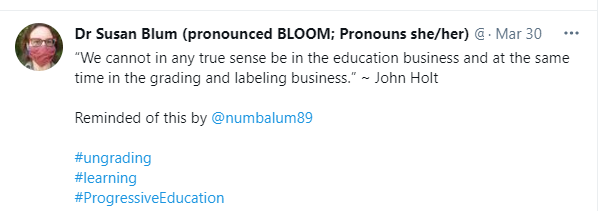 Dr Susan Blum (pronounced BLOOM; Pronouns she/her) @ · Mar 30 ···
“We cannot in any true sense be in the education business and at the same
time in the grading and labeling business.” ~ John Holt
Reminded of this by @numbalum89
#ungrading
#learning
#ProgressiveEducation